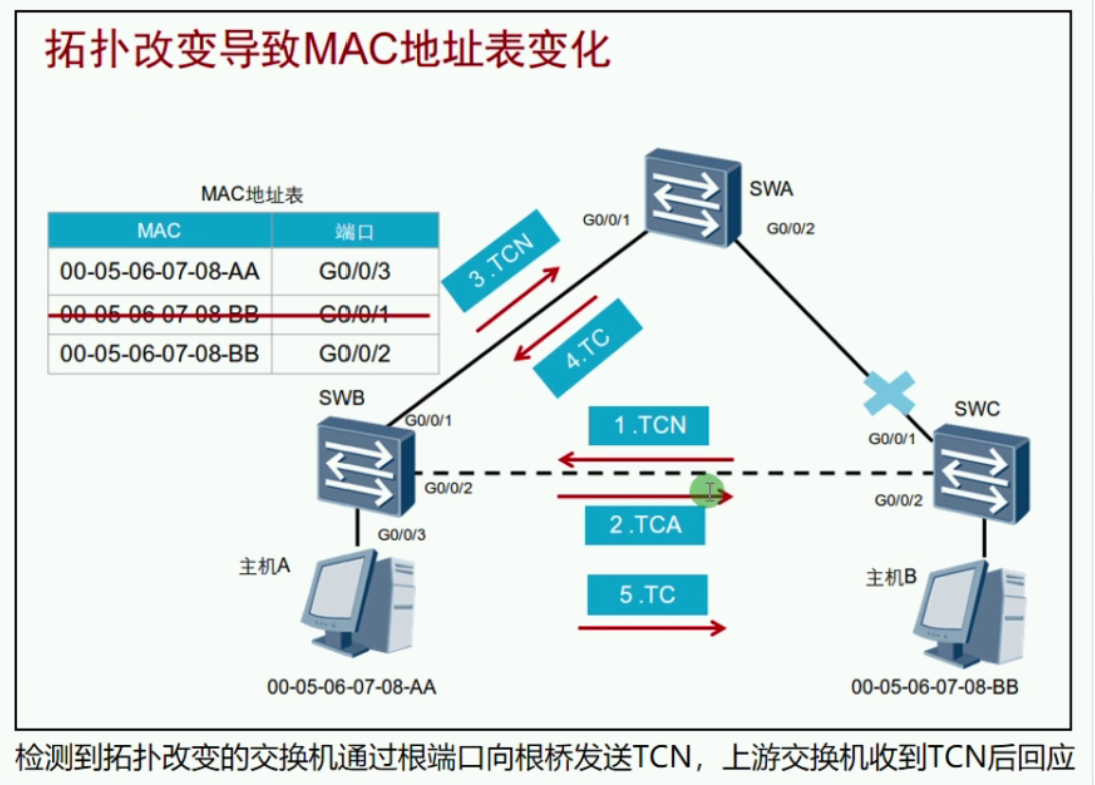 拓扑改变导致MAC地址表变化
MAC地址表
MAC 端口
00-05-06-07-08-AA G0/0/3
00-05-06-07-08-BB G0/0/1
00-05-06-07-08-BB G0/0/2
SWA
G0/0/1
G0/0/2
3 .TCN
4.TC
SWB
G0/0/1
G0/0/2
G0/0/3
1 .TCN
2 .TCA
5 .TC
SWC
G0/0/1
G0/0/2
主机A
00-05-06-07-08-AA
主机B
00-05-06-07-08-BB
检测到拓扑改变的交换机通过根端口向根桥发送TCN，上游交换机收到TCN后回应